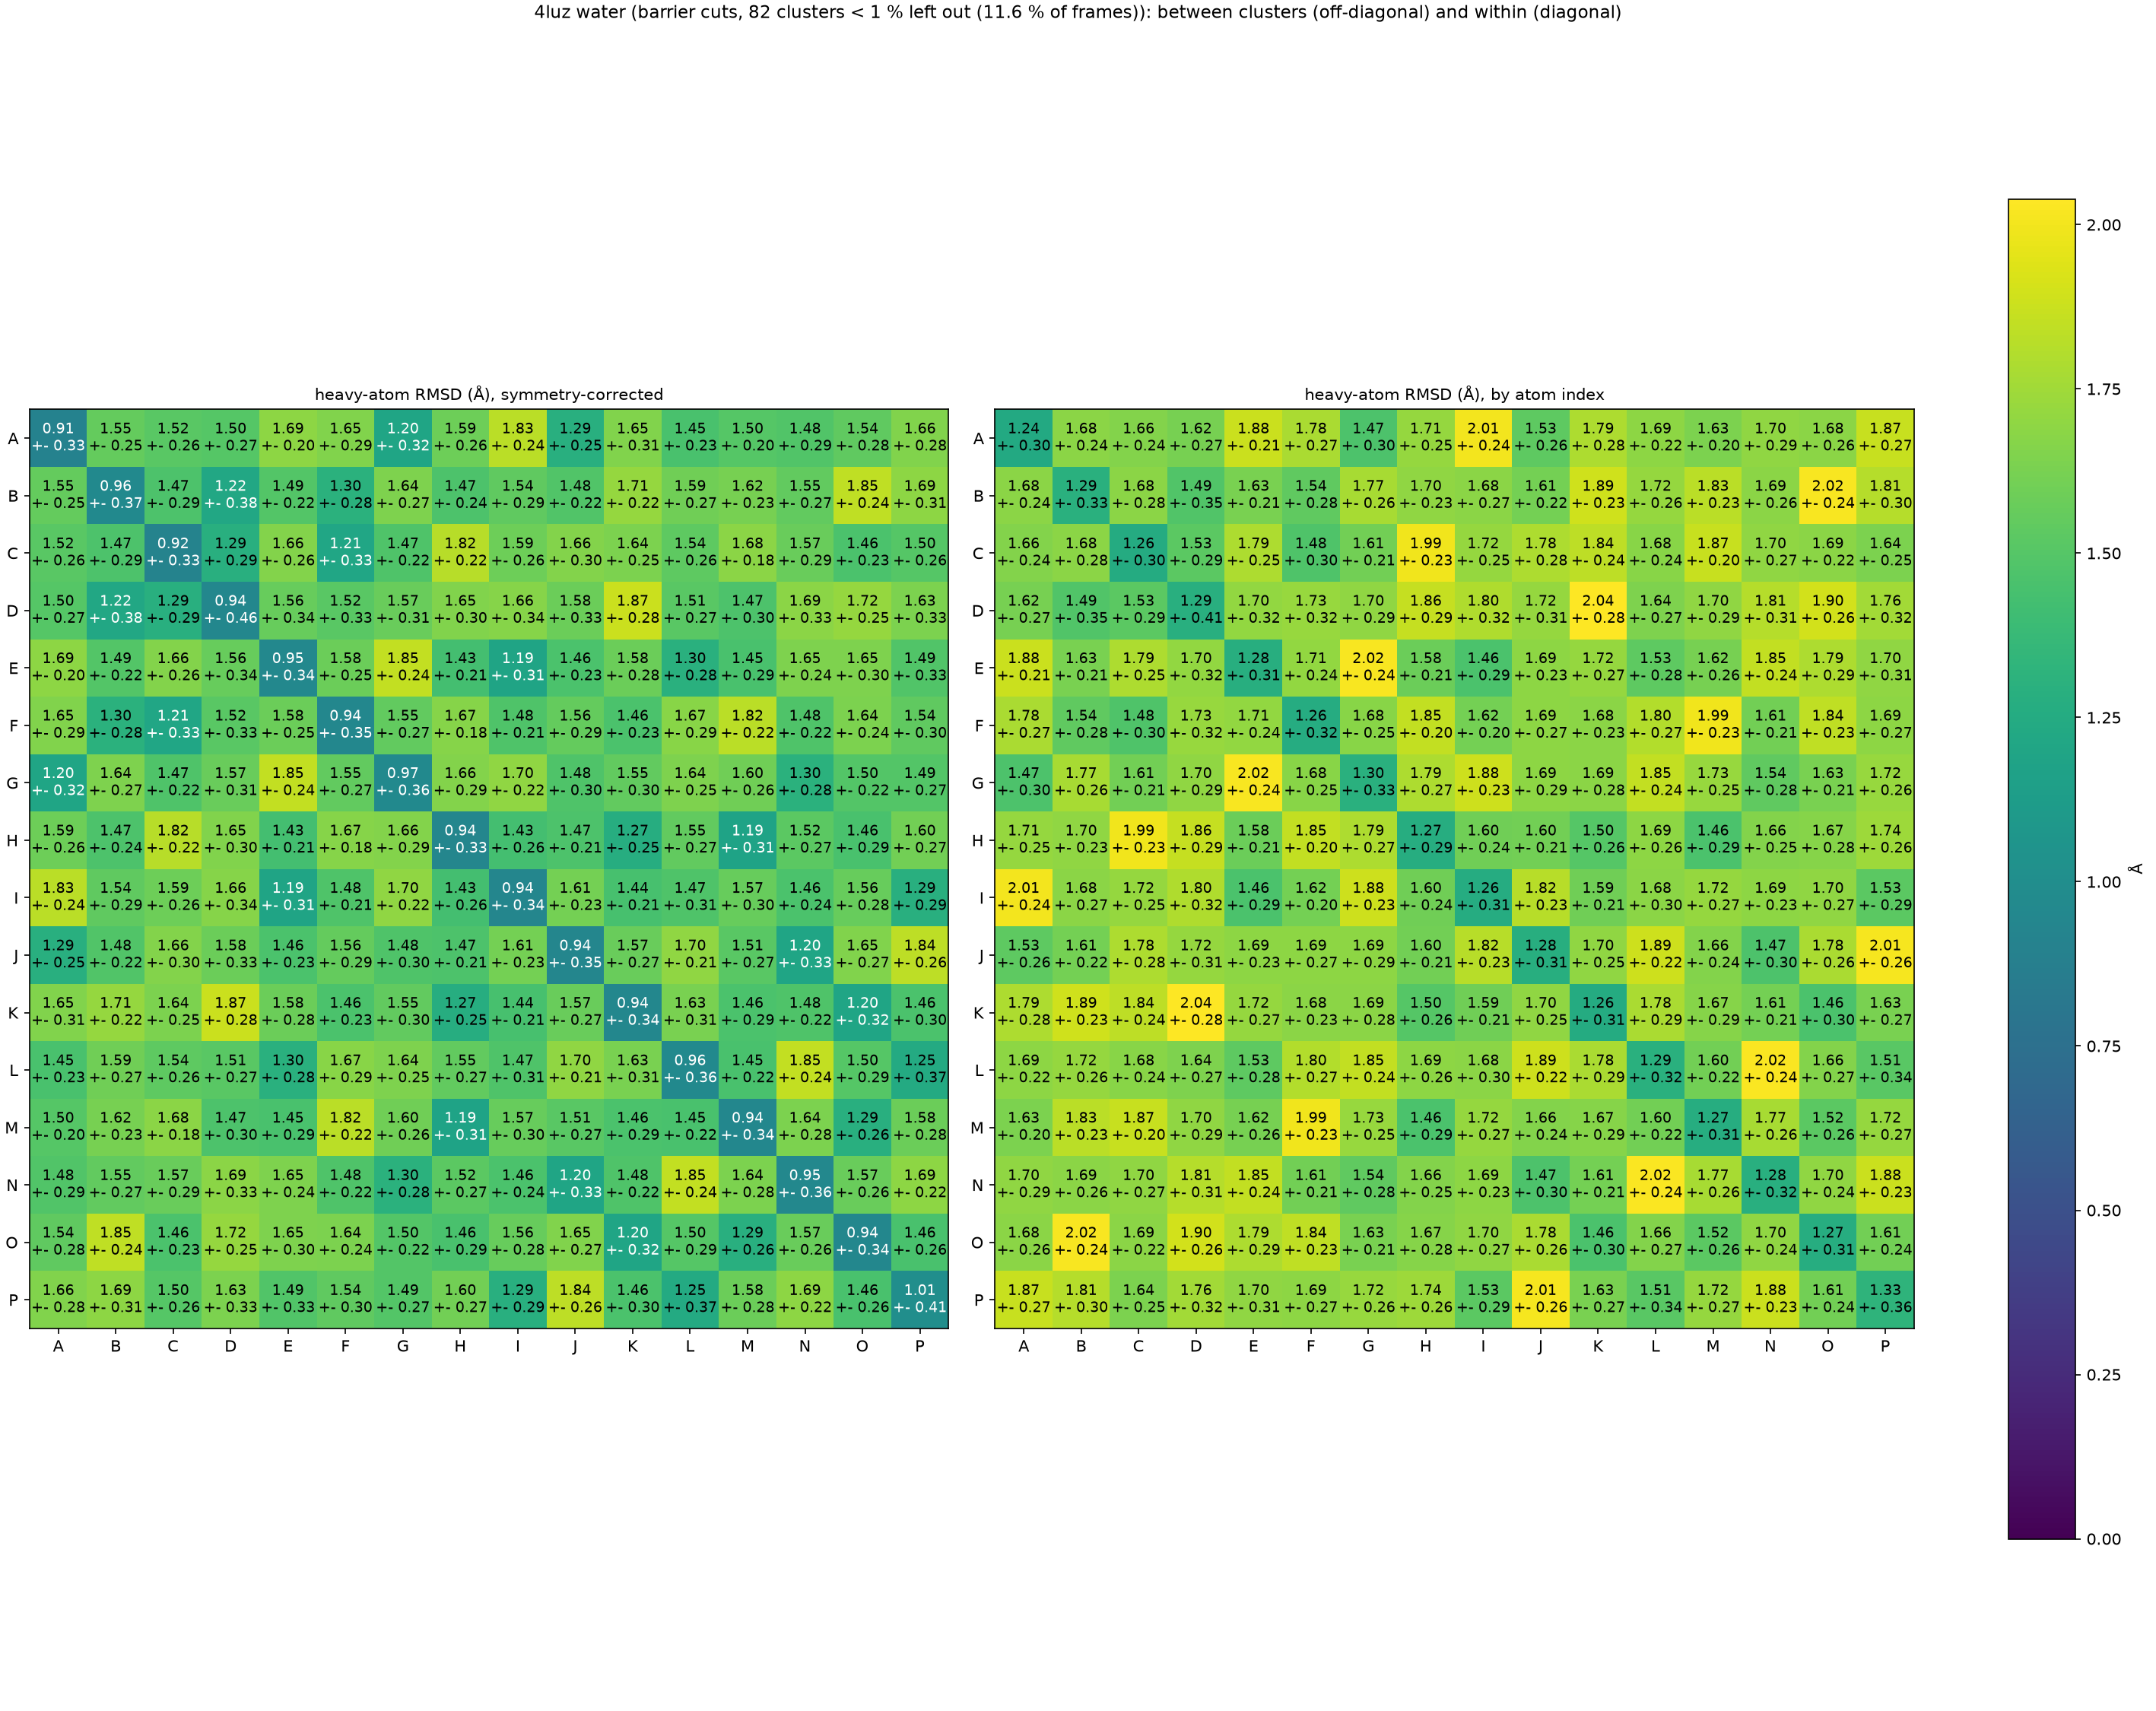 4luz water (barrier cuts, 82 clusters < 1 % left out (11.6 % of frames)): between clusters (off-diagonal) and within (diagonal)
heavy-atom RMSD (Å), symmetry-corrected
A 0.91 1.55 1.52 1.50 1.69 1.65 1.20 1.59 1.83 1.29 1.65 1.45 1.50 1.48 1.54 1.66
+- 0.33 +- 0.25 +- 0.26 +- 0.27 +- 0.20 +- 0.29 +- 0.32 +- 0.26 +- 0.24 +- 0.25 +- 0.31 +- 0.23 +- 0.20 +- 0.29 +- 0.28 +- 0.28
B 1.55 0.96 1.47 1.22 1.49 1.30 1.64 1.47 1.54 1.48 1.71 1.59 1.62 1.55 1.85 1.69
+- 0.25 +- 0.37 +- 0.29 +- 0.38 +- 0.22 +- 0.28 +- 0.27 +- 0.24 +- 0.29 +- 0.22 +- 0.22 +- 0.27 +- 0.23 +- 0.27 +- 0.24 +- 0.31
C 1.52 1.47 0.92 1.29 1.66 1.21 1.47 1.82 1.59 1.66 1.64 1.54 1.68 1.57 1.46 1.50
+- 0.26 +- 0.29 +- 0.33 +- 0.29 +- 0.26 +- 0.33 +- 0.22 +- 0.22 +- 0.26 +- 0.30 +- 0.25 +- 0.26 +- 0.18 +- 0.29 +- 0.23 +- 0.26
D 1.50 1.22 1.29 0.94 1.56 1.52 1.57 1.65 1.66 1.58 1.87 1.51 1.47 1.69 1.72 1.63
+- 0.27 +- 0.38 +- 0.29 +- 0.46 +- 0.34 +- 0.33 +- 0.31 +- 0.30 +- 0.34 +- 0.33 +- 0.28 +- 0.27 +- 0.30 +- 0.33 +- 0.25 +- 0.33
E 1.69 1.49 1.66 1.56 0.95 1.58 1.85 1.43 1.19 1.46 1.58 1.30 1.45 1.65 1.65 1.49
+- 0.20 +- 0.22 +- 0.26 +- 0.34 +- 0.34 +- 0.25 +- 0.24 +- 0.21 +- 0.31 +- 0.23 +- 0.28 +- 0.28 +- 0.29 +- 0.24 +- 0.30 +- 0.33
F 1.65 1.30 1.21 1.52 1.58 0.94 1.55 1.67 1.48 1.56 1.46 1.67 1.82 1.48 1.64 1.54
+- 0.29 +- 0.28 +- 0.33 +- 0.33 +- 0.25 +- 0.35 +- 0.27 +- 0.18 +- 0.21 +- 0.29 +- 0.23 +- 0.29 +- 0.22 +- 0.22 +- 0.24 +- 0.30
G 1.20 1.64 1.47 1.57 1.85 1.55 0.97 1.66 1.70 1.48 1.55 1.64 1.60 1.30 1.50 1.49
+- 0.32 +- 0.27 +- 0.22 +- 0.31 +- 0.24 +- 0.27 +- 0.36 +- 0.29 +- 0.22 +- 0.30 +- 0.30 +- 0.25 +- 0.26 +- 0.28 +- 0.22 +- 0.27
H 1.59 1.47 1.82 1.65 1.43 1.67 1.66 0.94 1.43 1.47 1.27 1.55 1.19 1.52 1.46 1.60
+- 0.26 +- 0.24 +- 0.22 +- 0.30 +- 0.21 +- 0.18 +- 0.29 +- 0.33 +- 0.26 +- 0.21 +- 0.25 +- 0.27 +- 0.31 +- 0.27 +- 0.29 +- 0.27
I 1.83 1.54 1.59 1.66 1.19 1.48 1.70 1.43 0.94 1.61 1.44 1.47 1.57 1.46 1.56 1.29
+- 0.24 +- 0.29 +- 0.26 +- 0.34 +- 0.31 +- 0.21 +- 0.22 +- 0.26 +- 0.34 +- 0.23 +- 0.21 +- 0.31 +- 0.30 +- 0.24 +- 0.28 +- 0.29
J 1.29 1.48 1.66 1.58 1.46 1.56 1.48 1.47 1.61 0.94 1.57 1.70 1.51 1.20 1.65 1.84
+- 0.25 +- 0.22 +- 0.30 +- 0.33 +- 0.23 +- 0.29 +- 0.30 +- 0.21 +- 0.23 +- 0.35 +- 0.27 +- 0.21 +- 0.27 +- 0.33 +- 0.27 +- 0.26
K 1.65 1.71 1.64 1.87 1.58 1.46 1.55 1.27 1.44 1.57 0.94 1.63 1.46 1.48 1.20 1.46
+- 0.31 +- 0.22 +- 0.25 +- 0.28 +- 0.28 +- 0.23 +- 0.30 +- 0.25 +- 0.21 +- 0.27 +- 0.34 +- 0.31 +- 0.29 +- 0.22 +- 0.32 +- 0.30
L 1.45 1.59 1.54 1.51 1.30 1.67 1.64 1.55 1.47 1.70 1.63 0.96 1.45 1.85 1.50 1.25
+- 0.23 +- 0.27 +- 0.26 +- 0.27 +- 0.28 +- 0.29 +- 0.25 +- 0.27 +- 0.31 +- 0.21 +- 0.31 +- 0.36 +- 0.22 +- 0.24 +- 0.29 +- 0.37
M 1.50 1.62 1.68 1.47 1.45 1.82 1.60 1.19 1.57 1.51 1.46 1.45 0.94 1.64 1.29 1.58
+- 0.20 +- 0.23 +- 0.18 +- 0.30 +- 0.29 +- 0.22 +- 0.26 +- 0.31 +- 0.30 +- 0.27 +- 0.29 +- 0.22 +- 0.34 +- 0.28 +- 0.26 +- 0.28
N 1.48 1.55 1.57 1.69 1.65 1.48 1.30 1.52 1.46 1.20 1.48 1.85 1.64 0.95 1.57 1.69
+- 0.29 +- 0.27 +- 0.29 +- 0.33 +- 0.24 +- 0.22 +- 0.28 +- 0.27 +- 0.24 +- 0.33 +- 0.22 +- 0.24 +- 0.28 +- 0.36 +- 0.26 +- 0.22
O 1.54 1.85 1.46 1.72 1.65 1.64 1.50 1.46 1.56 1.65 1.20 1.50 1.29 1.57 0.94 1.46
+- 0.28 +- 0.24 +- 0.23 +- 0.25 +- 0.30 +- 0.24 +- 0.22 +- 0.29 +- 0.28 +- 0.27 +- 0.32 +- 0.29 +- 0.26 +- 0.26 +- 0.34 +- 0.26
P 1.66 1.69 1.50 1.63 1.49 1.54 1.49 1.60 1.29 1.84 1.46 1.25 1.58 1.69 1.46 1.01
+- 0.28 +- 0.31 +- 0.26 +- 0.33 +- 0.33 +- 0.30 +- 0.27 +- 0.27 +- 0.29 +- 0.26 +- 0.30 +- 0.37 +- 0.28 +- 0.22 +- 0.26 +- 0.41
A B C D E F G H I J K L M N O P
heavy-atom RMSD (Å), by atom index
A 1.24 1.68 1.66 1.62 1.88 1.78 1.47 1.71 2.01 1.53 1.79 1.69 1.63 1.70 1.68 1.87
+- 0.30 +- 0.24 +- 0.24 +- 0.27 +- 0.21 +- 0.27 +- 0.30 +- 0.25 +- 0.24 +- 0.26 +- 0.28 +- 0.22 +- 0.20 +- 0.29 +- 0.26 +- 0.27
B 1.68 1.29 1.68 1.49 1.63 1.54 1.77 1.70 1.68 1.61 1.89 1.72 1.83 1.69 2.02 1.81
+- 0.24 +- 0.33 +- 0.28 +- 0.35 +- 0.21 +- 0.28 +- 0.26 +- 0.23 +- 0.27 +- 0.22 +- 0.23 +- 0.26 +- 0.23 +- 0.26 +- 0.24 +- 0.30
C 1.66 1.68 1.26 1.53 1.79 1.48 1.61 1.99 1.72 1.78 1.84 1.68 1.87 1.70 1.69 1.64
+- 0.24 +- 0.28 +- 0.30 +- 0.29 +- 0.25 +- 0.30 +- 0.21 +- 0.23 +- 0.25 +- 0.28 +- 0.24 +- 0.24 +- 0.20 +- 0.27 +- 0.22 +- 0.25
D 1.62 1.49 1.53 1.29 1.70 1.73 1.70 1.86 1.80 1.72 2.04 1.64 1.70 1.81 1.90 1.76
+- 0.27 +- 0.35 +- 0.29 +- 0.41 +- 0.32 +- 0.32 +- 0.29 +- 0.29 +- 0.32 +- 0.31 +- 0.28 +- 0.27 +- 0.29 +- 0.31 +- 0.26 +- 0.32
E 1.88 1.63 1.79 1.70 1.28 1.71 2.02 1.58 1.46 1.69 1.72 1.53 1.62 1.85 1.79 1.70
+- 0.21 +- 0.21 +- 0.25 +- 0.32 +- 0.31 +- 0.24 +- 0.24 +- 0.21 +- 0.29 +- 0.23 +- 0.27 +- 0.28 +- 0.26 +- 0.24 +- 0.29 +- 0.31
F 1.78 1.54 1.48 1.73 1.71 1.26 1.68 1.85 1.62 1.69 1.68 1.80 1.99 1.61 1.84 1.69
+- 0.27 +- 0.28 +- 0.30 +- 0.32 +- 0.24 +- 0.32 +- 0.25 +- 0.20 +- 0.20 +- 0.27 +- 0.23 +- 0.27 +- 0.23 +- 0.21 +- 0.23 +- 0.27
G 1.47 1.77 1.61 1.70 2.02 1.68 1.30 1.79 1.88 1.69 1.69 1.85 1.73 1.54 1.63 1.72
+- 0.30 +- 0.26 +- 0.21 +- 0.29 +- 0.24 +- 0.25 +- 0.33 +- 0.27 +- 0.23 +- 0.29 +- 0.28 +- 0.24 +- 0.25 +- 0.28 +- 0.21 +- 0.26
H 1.71 1.70 1.99 1.86 1.58 1.85 1.79 1.27 1.60 1.60 1.50 1.69 1.46 1.66 1.67 1.74
+- 0.25 +- 0.23 +- 0.23 +- 0.29 +- 0.21 +- 0.20 +- 0.27 +- 0.29 +- 0.24 +- 0.21 +- 0.26 +- 0.26 +- 0.29 +- 0.25 +- 0.28 +- 0.26
I 2.01 1.68 1.72 1.80 1.46 1.62 1.88 1.60 1.26 1.82 1.59 1.68 1.72 1.69 1.70 1.53
+- 0.24 +- 0.27 +- 0.25 +- 0.32 +- 0.29 +- 0.20 +- 0.23 +- 0.24 +- 0.31 +- 0.23 +- 0.21 +- 0.30 +- 0.27 +- 0.23 +- 0.27 +- 0.29
J 1.53 1.61 1.78 1.72 1.69 1.69 1.69 1.60 1.82 1.28 1.70 1.89 1.66 1.47 1.78 2.01
+- 0.26 +- 0.22 +- 0.28 +- 0.31 +- 0.23 +- 0.27 +- 0.29 +- 0.21 +- 0.23 +- 0.31 +- 0.25 +- 0.22 +- 0.24 +- 0.30 +- 0.26 +- 0.26
K 1.79 1.89 1.84 2.04 1.72 1.68 1.69 1.50 1.59 1.70 1.26 1.78 1.67 1.61 1.46 1.63
+- 0.28 +- 0.23 +- 0.24 +- 0.28 +- 0.27 +- 0.23 +- 0.28 +- 0.26 +- 0.21 +- 0.25 +- 0.31 +- 0.29 +- 0.29 +- 0.21 +- 0.30 +- 0.27
L 1.69 1.72 1.68 1.64 1.53 1.80 1.85 1.69 1.68 1.89 1.78 1.29 1.60 2.02 1.66 1.51
+- 0.22 +- 0.26 +- 0.24 +- 0.27 +- 0.28 +- 0.27 +- 0.24 +- 0.26 +- 0.30 +- 0.22 +- 0.29 +- 0.32 +- 0.22 +- 0.24 +- 0.27 +- 0.34
M 1.63 1.83 1.87 1.70 1.62 1.99 1.73 1.46 1.72 1.66 1.67 1.60 1.27 1.77 1.52 1.72
+- 0.20 +- 0.23 +- 0.20 +- 0.29 +- 0.26 +- 0.23 +- 0.25 +- 0.29 +- 0.27 +- 0.24 +- 0.29 +- 0.22 +- 0.31 +- 0.26 +- 0.26 +- 0.27
N 1.70 1.69 1.70 1.81 1.85 1.61 1.54 1.66 1.69 1.47 1.61 2.02 1.77 1.28 1.70 1.88
+- 0.29 +- 0.26 +- 0.27 +- 0.31 +- 0.24 +- 0.21 +- 0.28 +- 0.25 +- 0.23 +- 0.30 +- 0.21 +- 0.24 +- 0.26 +- 0.32 +- 0.24 +- 0.23
O 1.68 2.02 1.69 1.90 1.79 1.84 1.63 1.67 1.70 1.78 1.46 1.66 1.52 1.70 1.27 1.61
+- 0.26 +- 0.24 +- 0.22 +- 0.26 +- 0.29 +- 0.23 +- 0.21 +- 0.28 +- 0.27 +- 0.26 +- 0.30 +- 0.27 +- 0.26 +- 0.24 +- 0.31 +- 0.24
P 1.87 1.81 1.64 1.76 1.70 1.69 1.72 1.74 1.53 2.01 1.63 1.51 1.72 1.88 1.61 1.33
+- 0.27 +- 0.30 +- 0.25 +- 0.32 +- 0.31 +- 0.27 +- 0.26 +- 0.26 +- 0.29 +- 0.26 +- 0.27 +- 0.34 +- 0.27 +- 0.23 +- 0.24 +- 0.36
A B C D E F G H I J K L M N O P
2.00
1.75
1.50
1.25
1.00
0.75
0.50
0.25
0.00
Å